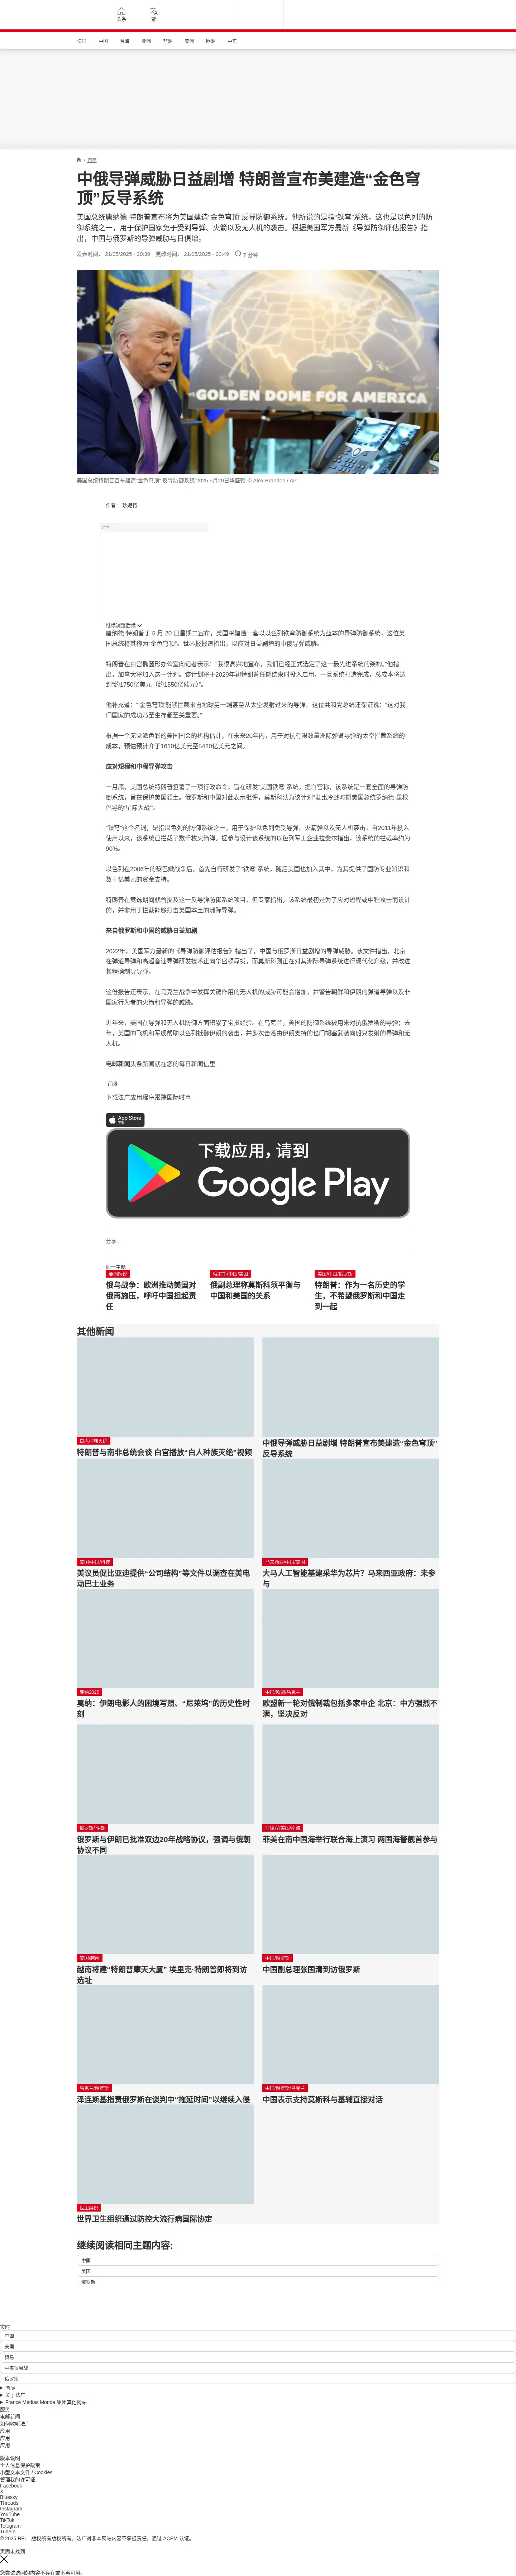 头条
繁
法国
中国
台海
亚洲
非洲
美洲
欧洲
中东
/ 国际
中俄导弹威胁日益剧增 特朗普宣布美建造“金色穹
顶”反导系统
美国总统唐纳德·特朗普宣布将为美国建造“金色穹顶”反导防御系统。他所说的是指“铁穹”系统，这也是以色列的防
御系统之一，用于保护国家免于受到导弹、火箭以及无人机的袭击。根据美国军方最新《导弹防御评估报告》指
出，中国与俄罗斯的导弹威胁与日俱增。
发表时间： 21/05/2025 - 20:39 更改时间： 21/05/2025 - 20:49 7 分钟
GOLDEN DOME FOR AMERICA
美国总统特朗普宣布建造“金色穹顶” 反导防御系统 2025 5月20日华盛顿 © Alex Brandon / AP
作者： 珍妮特
广告
继续浏览后续
唐纳德·特朗普于 5 月 20 日星期二宣布，美国将建造一套以以色列铁穹防御系统为蓝本的导弹防御系统，这位美
国总统将其称为“金色穹顶”。世界报报道指出，以应对日益剧增的中俄导弹威胁。
特朗普在白宫椭圆形办公室向记者表示：“我很高兴地宣布，我们已经正式选定了这一最先进系统的架构。”他指
出，加拿大将加入这一计划。该计划将于2029年初特朗普任期结束时投入启用，一旦系统打造完成，总成本将达
到“约1750亿美元（约1550亿欧元）”。
他补充道：“‘金色穹顶’能够拦截来自地球另一端甚至从太空发射过来的导弹。” 这位共和党总统还保证说：“这对我
们国家的成功乃至生存都至关重要。”
根据一个无党派色彩的美国国会的机构估计，在未来20年内，用于对抗有限数量洲际弹道导弹的太空拦截系统的
成本，预估预计介于1610亿美元至5420亿美元之间。
应对短程和中程导弹攻击
一月底，美国总统特朗普签署了一项行政命令，旨在研发“美国铁穹”系统。据白宫称，该系统是一套全面的导弹防
御系统，旨在保护美国领土。俄罗斯和中国对此表示批评，莫斯科认为该计划“堪比冷战时期美国总统罗纳德·里根
倡导的‘星际大战’”。
“铁穹”这个名词，是指以色列的防御系统之一，用于保护以色列免受导弹、火箭弹以及无人机袭击。自2011年投入
使用以来，该系统已拦截了数千枚火箭弹。据参与设计该系统的以色列军工企业拉斐尔指出，该系统的拦截率约为
90%。
以色列在2006年的黎巴嫩战争后，首先自行研发了“铁穹”系统，随后美国也加入其中，为其提供了国防专业知识和
数十亿美元的资金支持。
特朗普在竞选期间就曾提及这一反导弹防御系统项目，但专家指出，该系统最初是为了应对短程或中程攻击而设计
的，并非用于拦截能够打击美国本土的洲际导弹。
来自俄罗斯和中国的威胁日益加剧
2022年，美国军方最新的《导弹防御评估报告》指出了，中国与俄罗斯日益剧增的导弹威胁。该文件指出，北京
在弹道导弹和高超音速导弹研发技术正向华盛顿靠拢，而莫斯科则正在对其洲际导弹系统进行现代化升级，并改进
其精确制导导弹。
这份报告还表示，在乌克兰战争中发挥关键作用的无人机的威胁可能会增加，并警告朝鲜和伊朗的弹道导弹以及非
国家行为者的火箭和导弹的威胁。
近年来，美国在导弹和无人机防御方面积累了宝贵经验。在乌克兰，美国的防御系统被用来对抗俄罗斯的导弹；去
年，美国的飞机和军舰帮助以色列抵御伊朗的袭击，并多次击落由伊朗支持的也门胡塞武装向船只发射的导弹和无
人机。
电邮新闻头条新闻就在您的每日新闻信里
订阅
下载法广应用程序跟踪国际时事
App Store
下载
下载应用，请到
Google Play
分享 :
同一主题
要闻解说
俄乌战争：欧洲推动美国对
俄再施压，呼吁中国担起责
任
俄罗斯/中国/美国
俄副总理称莫斯科须平衡与
中国和美国的关系
美国/中国/俄罗斯
特朗普：作为一名历史的学
生，不希望俄罗斯和中国走
到一起
其他新闻
白人种族灭绝
特朗普与南非总统会谈 白宫播放“白人种族灭绝”视频
中俄导弹威胁日益剧增 特朗普宣布美建造“金色穹顶”
反导系统
美国/中国/科技
美议员促比亚迪提供“公司结构”等文件以调查在美电
动巴士业务
马来西亚/中国/美国
大马人工智能基建采华为芯片？马来西亚政府：未参
与
戛纳2025
戛纳：伊朗电影人的困境写照、“尼莱坞”的历史性时
刻
中国/欧盟/乌克兰
欧盟新一轮对俄制裁包括多家中企 北京：中方强烈不
满，坚决反对
俄罗斯/ 伊朗
俄罗斯与伊朗已批准双边20年战略协议，强调与俄朝
协议不同
菲律宾/美国/南海
菲美在南中国海举行联合海上演习 两国海警舰首参与
美国/越南
越南将建“特朗普摩天大厦” 埃里克·特朗普即将到访
选址
中国/俄罗斯
中国副总理张国清到访俄罗斯
乌克兰/俄罗斯
泽连斯基指责俄罗斯在谈判中“拖延时间”以继续入侵
中国/俄罗斯/乌克兰
中国表示支持莫斯科与基辅直接对话
世卫组织
世界卫生组织通过防控大流行病国际协定
继续阅读相同主题内容:
中国
美国
俄罗斯
实时
中国
美国
贸易
中美贸易战
俄罗斯
国际
关于法广
France Médias Monde 集团其他网站
服务
电邮新闻
如何收听法广
应用
应用
应用
版本说明
个人信息保护政策
小型文本文件 / Cookies
管理我的许可证
Facebook
X
Bluesky
Threads
Instagram
YouTube
TikTok
Telegram
TuneIn
© 2025 RFI – 版权所有版权所有。法广对非本网站内容不承担责任。通过 ACPM 认证。
页面未找到
您尝试访问的内容不存在或不再可用。